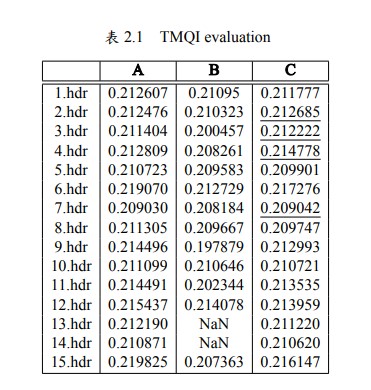 表 2.1 TMQI evaluation
A B C
1.hdr 0.212607 0.21095 0.211777
2.hdr 0.212476 0.210323 0.212685
3.hdr 0.211404 0.200457 0.212222
4.hdr 0.212809 0.208261 0.214778
5.hdr 0.210723 0.209583 0.209901
6.hdr 0.219070 0.212729 0.217276
7.hdr 0.209030 0.208184 0.209042
8.hdr 0.211305 0.209667 0.209747
9.hdr 0.214496 0.197879 0.212993
10.hdr 0.211099 0.210646 0.210721
11.hdr 0.214491 0.202344 0.213535
12.hdr 0.215437 0.214078 0.213959
13.hdr 0.212190 NaN 0.211220
14.hdr 0.210871 NaN 0.210620
15.hdr 0.219825 0.207363 0.216147